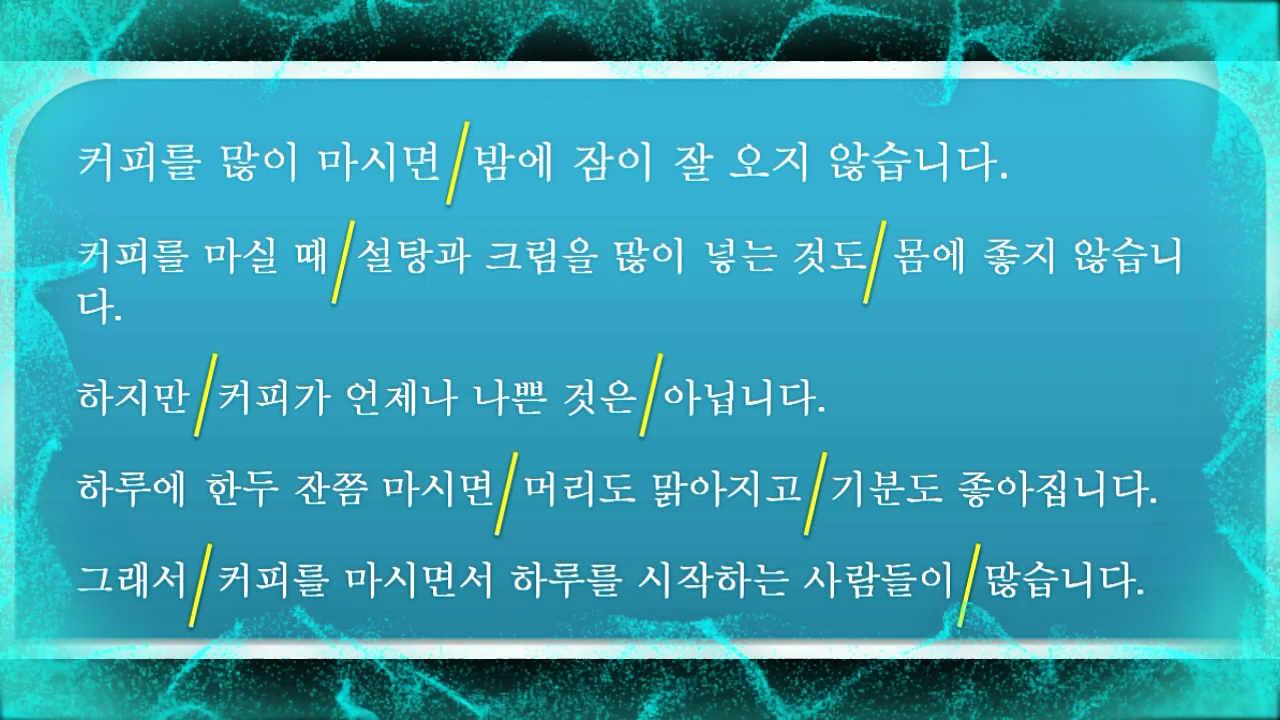 커피를 많이 마시면/밤에 잠이 잘 오지 않습니다.
커피를 마실 때/설탕과 크림을 많이 넣는 것도/몸에 좋지 않습니
다.
하지만/커피가 언제나 나쁜 것은/아닙니다.
하루에 한두 잔쯤 마시면/머리도 맑아지고/기분도 좋아집니다.
그래서/커피를 마시면서 하루를 시작하는 사람들이/많습니다.